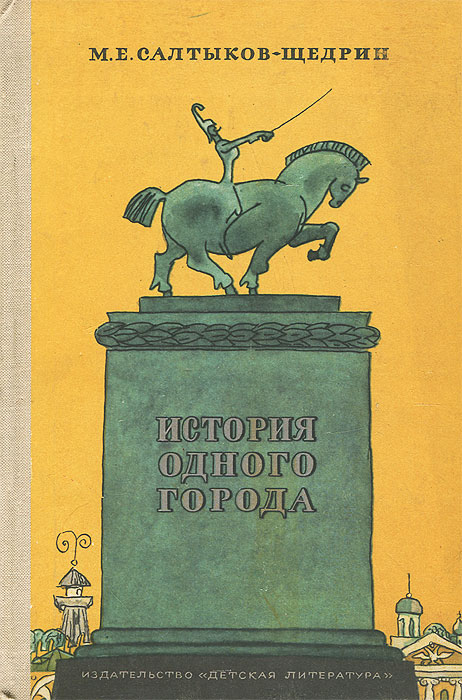 М.Е.САЛТЫКОВ-ЩЕДРИН
ИСТОРИЯ
ОДНОГО
ГОРОДА
ИЗДАТЕЛЬСТВО «ДЕТСКАЯ ЛИТЕРАТУРА»